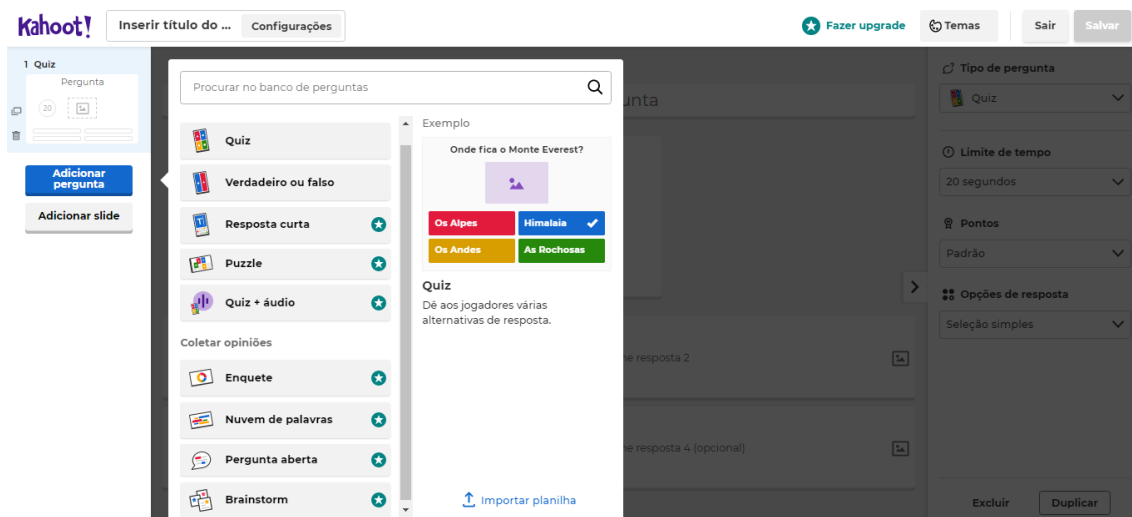 Kahoot!
Inserir título do ...
Configurações
Fazer upgrade
Temas
Sair
Salvar
1 Quiz
Pergunta
20
Adicionar
pergunta
Adicionar slide
Procurar no banco de perguntas
Quiz
Verdadeiro ou falso
Resposta curta
Puzzle
Quiz + áudio
Coletar opiniões
Enquete
Nuvem de palavras
Pergunta aberta
Brainstorm
Exemplo
Onde fica o Monte Everest?
Os Alpes
Himalaia
Os Andes
As Rochosas
Quiz
Dê aos jogadores várias
alternativas de resposta.
Importar planilha
unta
ne resposta 2
ne resposta 4 (opcional)
Tipo de pergunta
Quiz
Limite de tempo
20 segundos
Pontos
Padrão
Opções de resposta
Seleção simples
Excluir
Duplicar